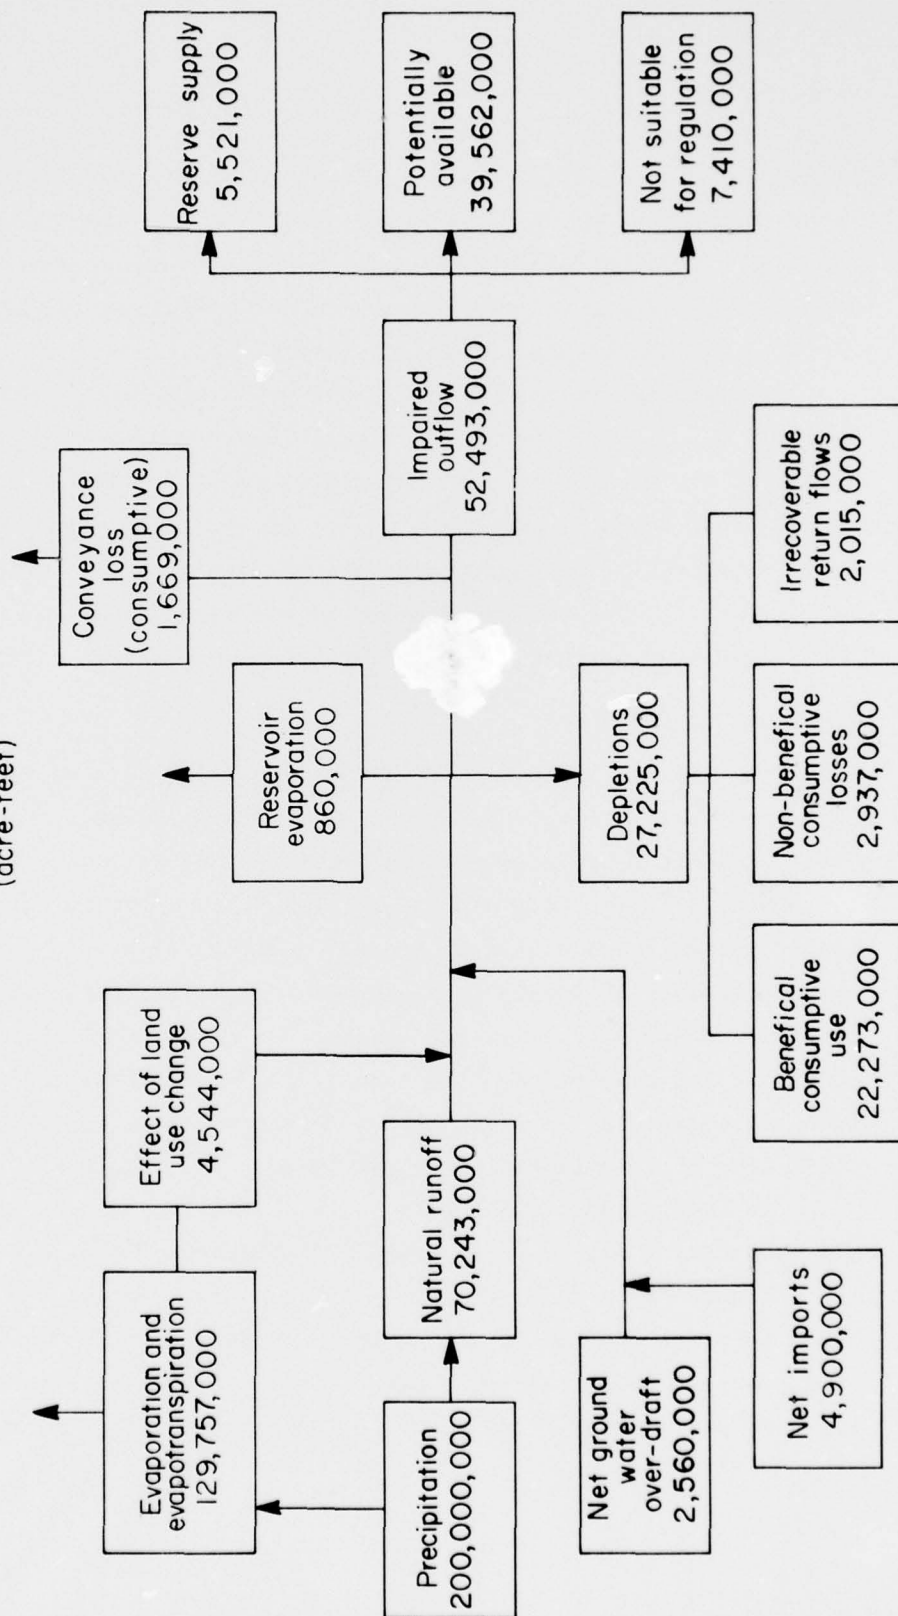 (acre-feet)
Evaporation and
evapotranspiration
129,757,000
Effect of land
use change
4,544,000
Reservoir
evaporation
860,000
Conveyance
loss
(consumptive)
1,669,000
Reserve supply
5,521,000
Precipitation
200,000,000
Natural runoff
70,243,000
Impaired
outflow
52,493,000
Potentially
available
39,562,000
Net ground
water
over-draft
2,560,000
Depletions
27,225,000
Not suitable
for regulation
7,410,000
Net imports
4,900,000
Benefical
consumptive
use
22,273,000
Non-benefical
consumptive
losses
2,937,000
Irrecoverable
return flows
2,015,000